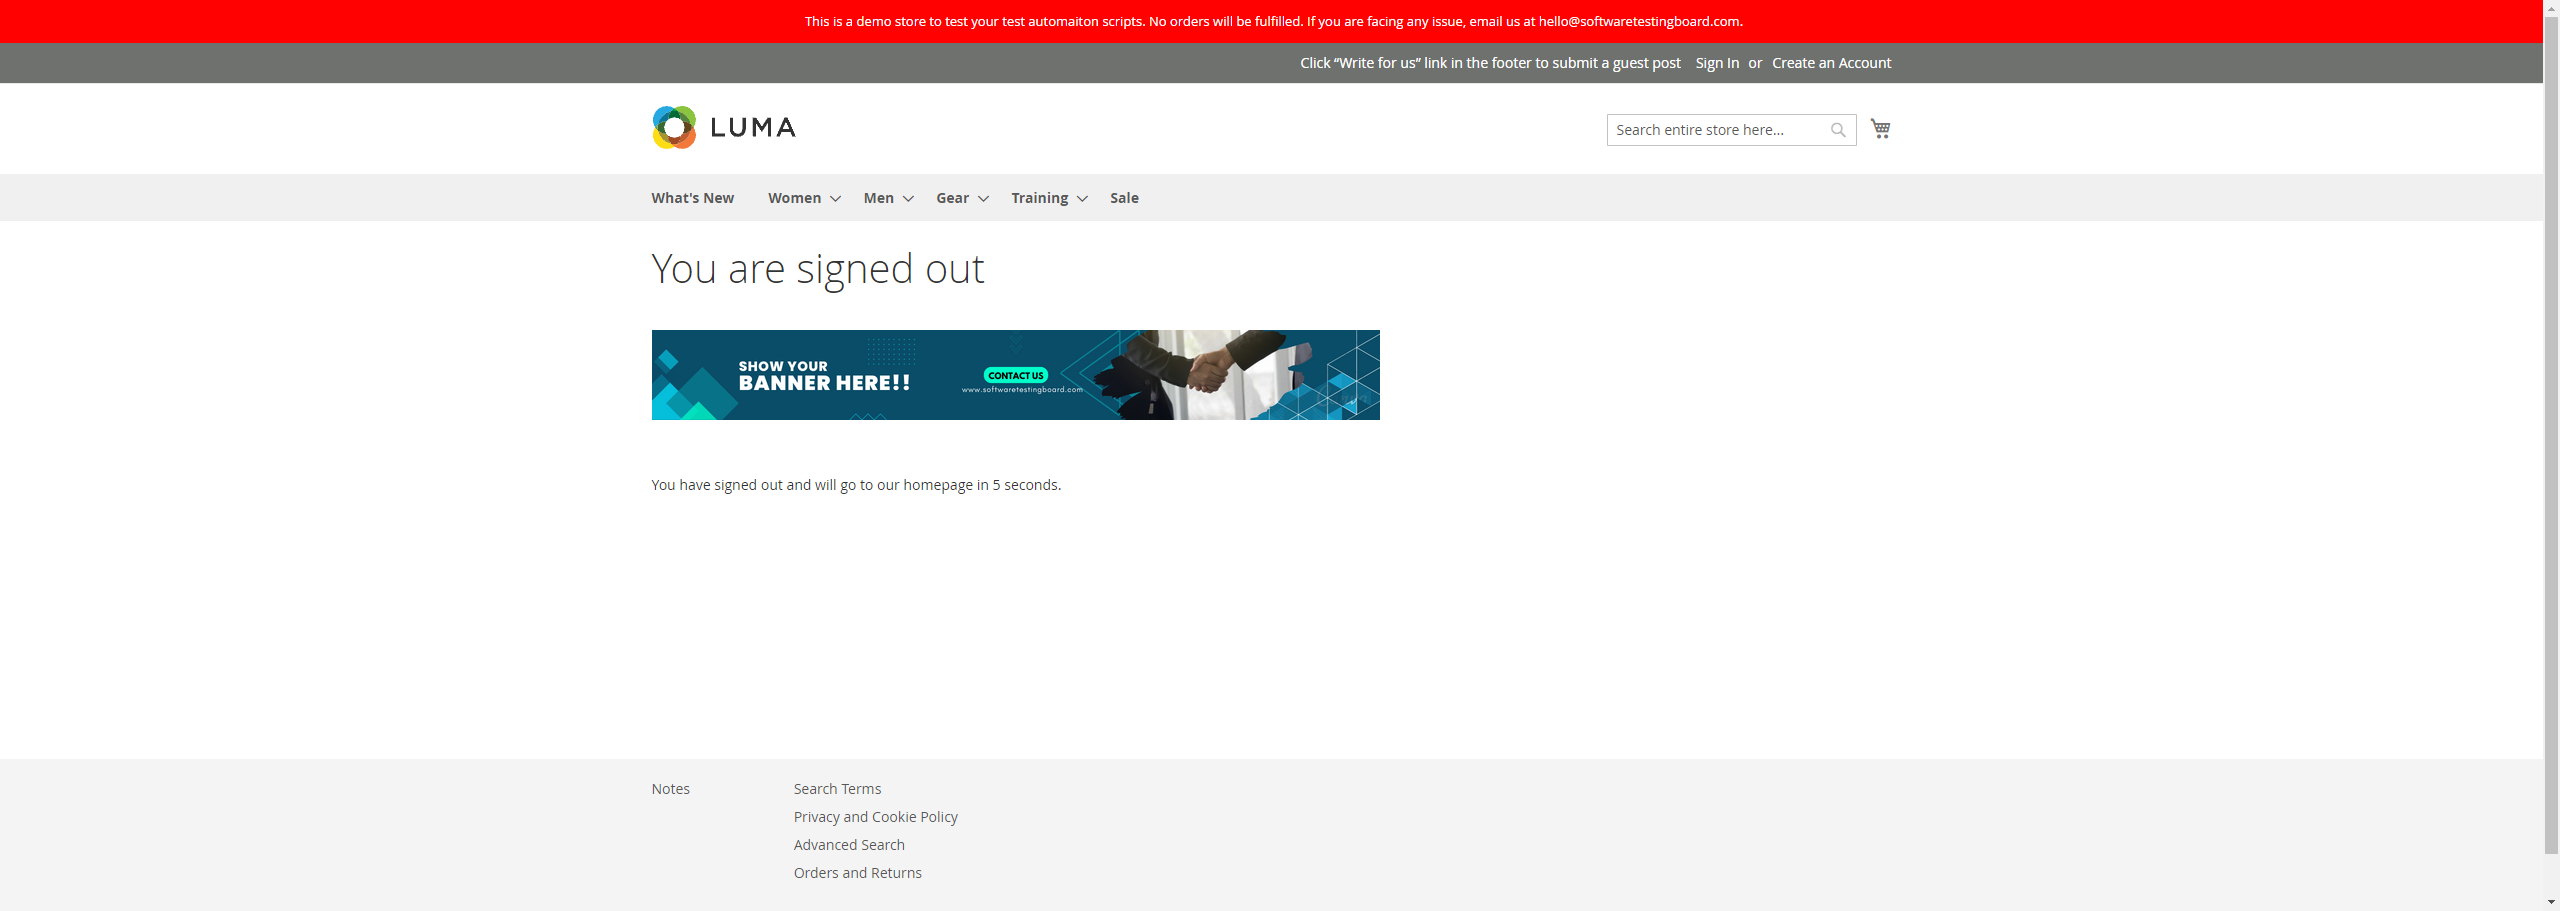 This is a demo store to test your test automaiton scripts. No orders will be fulfilled. If you are facing any issue, email us at hello@softwaretestingboard.com.
Click “Write for us” link in the footer to submit a guest post Sign In or Create an Account
LUMA
Search entire store here...
What's New Women Men Gear Training Sale
You are signed out
SHOW YOUR
BANNER HERE!!
CONTACT US
www.softwaretestingboard.com
You have signed out and will go to our homepage in 5 seconds.
Notes
Search Terms
Privacy and Cookie Policy
Advanced Search
Orders and Returns